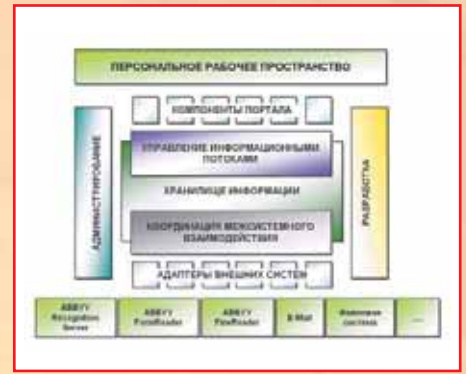 ПЕРСОНАЛЬНОЕ РАБОЧЕЕ ПРОСТРАНСТВО
КОМПОНЕНТЫ ПОРТАЛА
АДМИНИСТРИРОВАНИЕ
УПРАВЛЕНИЕ ИНФОРМАЦИОННЫМИ
ПОТОКАМИ
ХРАНИЛИЩЕ ИНФОРМАЦИИ
КООРДИНАЦИЯ МЕЖСИСТЕМНОГО
ВЗАИМОДЕЙСТВИЯ
РАЗРАБОТКА
АДАПТЕРЫ ВНЕШНИХ СИСТЕМ
ABBYY
Recognition
Server
ABBYY
FormReader
ABBYY
FineReader
E-Mail
Файловая
система
....